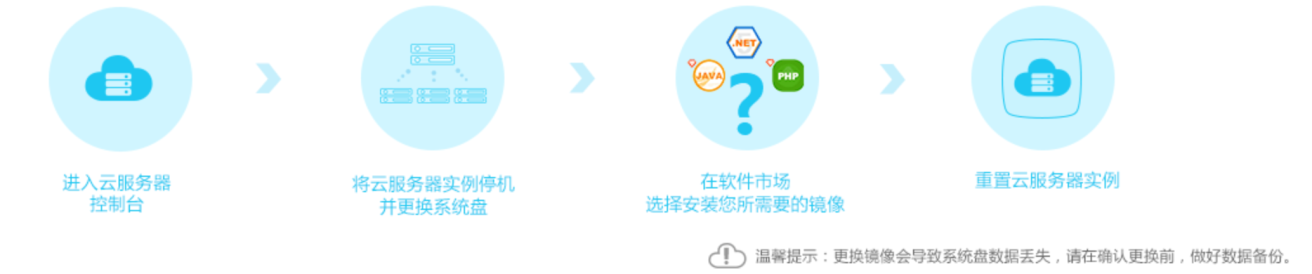 .NET
JAVA
PHP
进入云服务器
控制台
将云服务器实例停机
并更换系统盘
在软件市场
选择安装您所需要的镜像
重置云服务器实例
温馨提示：更换镜像会导致系统盘数据丢失，请在确认更换前，做好数据备份。